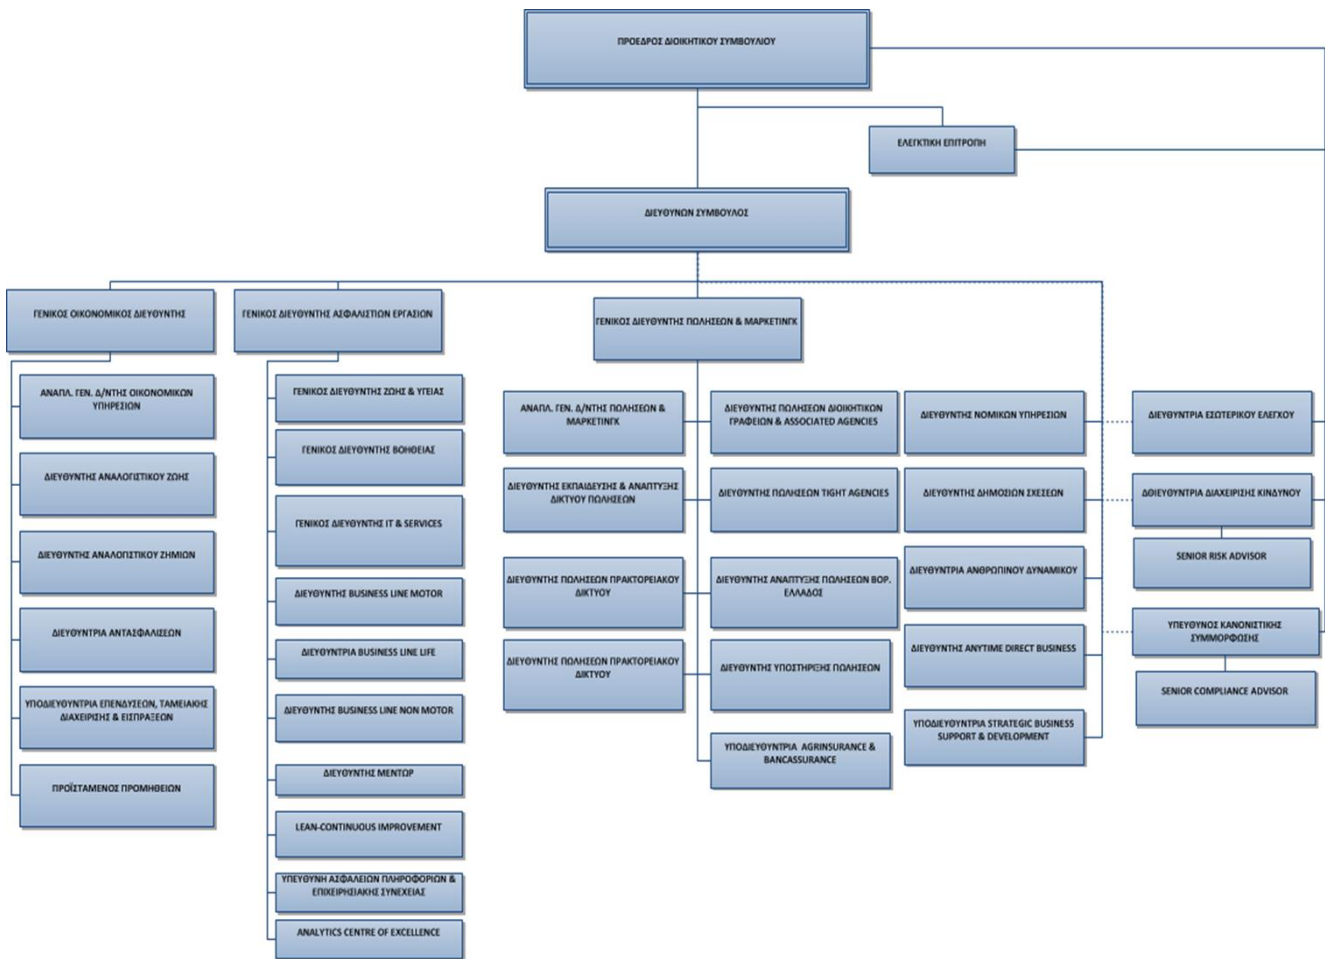 ΠΡΟΕΔΡΟΣ ΔΙΟΙΚΗΤΙΚΟΥ ΣΥΜΒΟΥΛΙΟΥ
ΕΛΕΓΚΤΙΚΗ ΕΠΙΤΡΟΠΗ
ΔΙΕΥΘΥΝΩΝ ΣΥΜΒΟΥΛΟΣ
ΓΕΝΙΚΟΣ ΟΙΚΟΝΟΜΙΚΟΣ ΔΙΕΥΘΥΝΤΗΣ
ΑΝΑΠΛ. ΓΕΝ. Δ/ΝΤΗΣ ΟΙΚΟΝΟΜΙΚΩΝ
ΥΠΗΡΕΣΙΩΝ
ΔΙΕΥΘΥΝΤΗΣ ΑΝΑΛΟΓΙΣΤΙΚΟΥ ΖΩΗΣ
ΔΙΕΥΘΥΝΤΗΣ ΑΝΑΛΟΓΙΣΤΙΚΟΥ ΖΗΜΙΩΝ
ΔΙΕΥΘΥΝΤΡΙΑ ΑΝΤΑΣΦΑΛΙΣΕΩΝ
ΥΠΟΔΙΕΥΘΥΝΤΡΙΑ ΕΠΕΝΔΥΣΕΩΝ, ΤΑΜΕΙΑΚΗΣ
ΔΙΑΧΕΙΡΙΣΗΣ & ΕΙΣΠΡΑΞΕΩΝ
ΠΡΟΪΣΤΑΜΕΝΟΣ ΠΡΟΜΗΘΕΙΩΝ
ΓΕΝΙΚΟΣ ΔΙΕΥΘΥΝΤΗΣ ΑΣΦΑΛΙΣΤΙΩΝ ΕΡΓΑΣΙΩΝ
ΓΕΝΙΚΟΣ ΔΙΕΥΘΥΝΤΗΣ ΖΩΗΣ & ΥΓΕΙΑΣ
ΓΕΝΙΚΟΣ ΔΙΕΥΘΥΝΤΗΣ ΒΟΗΘΕΙΑΣ
ΓΕΝΙΚΟΣ ΔΙΕΥΘΥΝΤΗΣ IT & SERVICES
ΔΙΕΥΘΥΝΤΗΣ BUSINESS LINE MOTOR
ΔΙΕΥΘΥΝΤΡΙΑ BUSINESS LINE LIFE
ΔΙΕΥΘΥΝΤΗΣ BUSINESS LINE NON MOTOR
ΔΙΕΥΘΥΝΤΗΣ ΜΕΝΤΩΡ
LEAN-CONTINUOUS IMPROVEMENT
ΥΠΕΥΘΥΝΗ ΑΣΦΑΛΕΙΩΝ ΠΛΗΡΟΦΟΡΙΩΝ &
ΕΠΙΧΕΙΡΗΣΙΑΚΗΣ ΣΥΝΕΧΕΙΑΣ
ANALYTICS CENTRE OF EXCELLENCE
ΓΕΝΙΚΟΣ ΔΙΕΥΘΥΝΤΗΣ ΠΩΛΗΣΕΩΝ & ΜΑΡΚΕΤΙΝΓΚ
ΑΝΑΠΛ. ΓΕΝ. Δ/ΝΤΗΣ ΠΩΛΗΣΕΩΝ &
ΜΑΡΚΕΤΙΝΓΚ
ΔΙΕΥΘΥΝΤΗΣ ΕΚΠΑΙΔΕΥΣΗΣ & ΑΝΑΠΤΥΞΗΣ
ΔΙΚΤΥΟΥ ΠΩΛΗΣΕΩΝ
ΔΙΕΥΘΥΝΤΗΣ ΠΩΛΗΣΕΩΝ ΠΡΑΚΤΟΡΕΙΑΚΟΥ
ΔΙΚΤΥΟΥ
ΔΙΕΥΘΥΝΤΗΣ ΠΩΛΗΣΕΩΝ ΠΡΑΚΤΟΡΕΙΑΚΟΥ
ΔΙΚΤΥΟΥ
ΔΙΕΥΘΥΝΤΗΣ ΠΩΛΗΣΕΩΝ ΔΙΟΙΚΗΤΙΚΩΝ
ΓΡΑΦΕΙΩΝ & ASSOCIATED AGENCIES
ΔΙΕΥΘΥΝΤΗΣ ΠΩΛΗΣΕΩΝ TIGHT AGENCIES
ΔΙΕΥΘΥΝΤΗΣ ΑΝΑΠΤΥΞΗΣ ΠΩΛΗΣΕΩΝ ΒΟΡ.
ΕΛΛΑΔΟΣ
ΔΙΕΥΘΥΝΤΗΣ ΥΠΟΣΤΗΡΙΞΗΣ ΠΩΛΗΣΕΩΝ
ΥΠΟΔΙΕΥΘΥΝΤΡΙΑ AGRINSURANCE &
BANCASSURANCE
ΔΙΕΥΘΥΝΤΗΣ ΝΟΜΙΚΩΝ ΥΠΗΡΕΣΙΩΝ
ΔΙΕΥΘΥΝΤΗΣ ΔΗΜΟΣΙΩΝ ΣΧΕΣΕΩΝ
ΔΙΕΥΘΥΝΤΡΙΑ ΑΝΘΡΩΠΙΝΟΥ ΔΥΝΑΜΙΚΟΥ
ΔΙΕΥΘΥΝΤΗΣ ANYTIME DIRECT BUSINESS
ΥΠΟΔΙΕΥΘΥΝΤΡΙΑ STRATEGIC BUSINESS
SUPPORT & DEVELOPMENT
ΔΙΕΥΘΥΝΤΡΙΑ ΕΣΩΤΕΡΙΚΟΥ ΕΛΕΓΧΟΥ
ΔΘΙΕΥΘΥΝΤΡΙΑ ΔΙΑΧΕΙΡΙΣΗΣ ΚΙΝΔΥΝΟΥ
SENIOR RISK ADVISOR
ΥΠΕΥΘΥΝΟΣ ΚΑΝΟΝΙΣΤΙΚΗΣ
ΣΥΜΜΟΡΦΩΣΗΣ
SENIOR COMPLIANCE ADVISOR